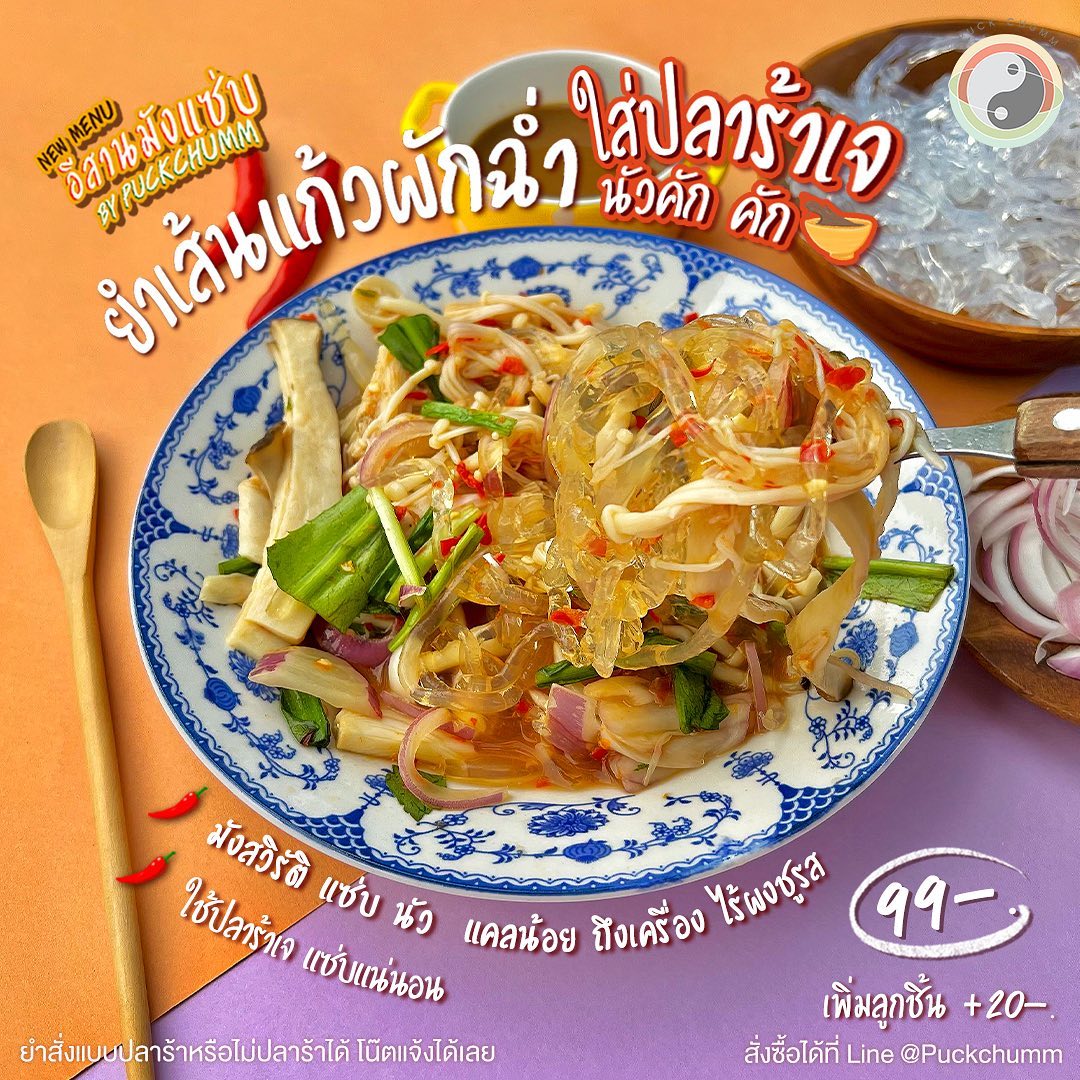 NEW MENU
อีสานมังแซ่บ
BY PUCKCHUMM
ยำเส้นแก้วผักฉ่ำ
ใส่ปลาร้าเจ
นัวคัก คัก
PUCK CHUMM
มังสวิรัติ แซ่บ นัว แคลน้อย ถึงเครื่อง ไร้ผงชูรส
ใช้ปลาร้าเจ แซ่บแน่นอน
99-.
เพิ่มลูกชิ้น +20-.
ยำสั่งแบบปลาร้าหรือไม่ปลาร้าได้ โน๊ตแจ้งได้เลย
สั่งซื้อได้ที่ Line @Puckchumm